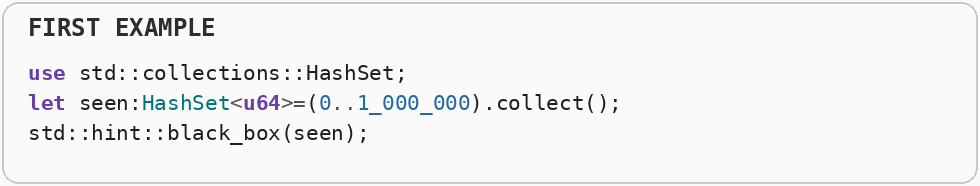 FIRST EXAMPLE
use std::collections::HashSet;
let seen:HashSet<u64>=(0..1_000_000).collect();
std::hint::black_box(seen);